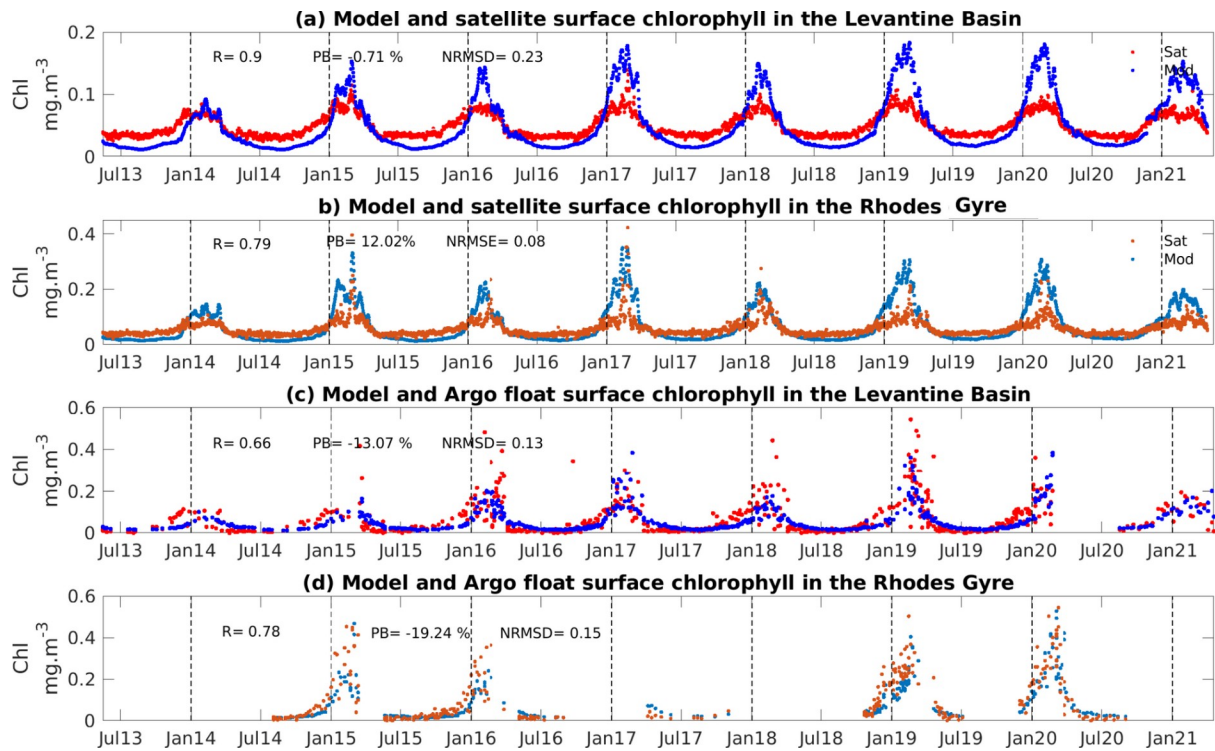 (a) Model and satellite surface chlorophyll in the Levantine Basin
R= 0.9 PB= -0.71 % NRMSD= 0.23
Sat
Mod
Chl
mg.m-3
0.2
0.1
0
Jul13 Jan14 Jul14 Jan15 Jul15 Jan16 Jul16 Jan17 Jul17 Jan18 Jul18 Jan19 Jul19 Jan20 Jul20 Jan21
b) Model and satellite surface chlorophyll in the Rhodes Gyre
R= 0.79 PB= 12.02% NRMSE= 0.08
Sat
Mod
Chl
mg.m-3
0.4
0.2
0
Jul13 Jan14 Jul14 Jan15 Jul15 Jan16 Jul16 Jan17 Jul17 Jan18 Jul18 Jan19 Jul19 Jan20 Jul20 Jan21
(c) Model and Argo float surface chlorophyll in the Levantine Basin
R= 0.66 PB= -13.07 % NRMSD= 0.13
Chl
mg.m-3
0.6
0.4
0.2
0
Jul13 Jan14 Jul14 Jan15 Jul15 Jan16 Jul16 Jan17 Jul17 Jan18 Jul18 Jan19 Jul19 Jan20 Jul20 Jan21
(d) Model and Argo float surface chlorophyll in the Rhodes Gyre
R= 0.78 PB= -19.24 % NRMSD= 0.15
Chl
mg.m-3
0.6
0.4
0.2
0
Jul13 Jan14 Jul14 Jan15 Jul15 Jan16 Jul16 Jan17 Jul17 Jan18 Jul18 Jan19 Jul19 Jan20 Jul20 Jan21